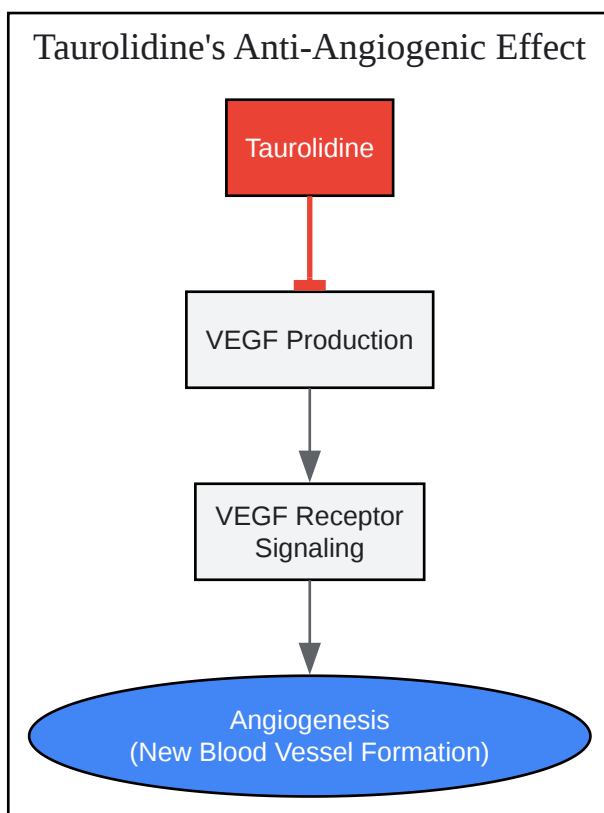 Taurolidine's Anti-Angiogenic Effect
Taurolidine
VEGF Production
VEGF Receptor
Signaling
Angiogenesis
(New Blood Vessel Formation)